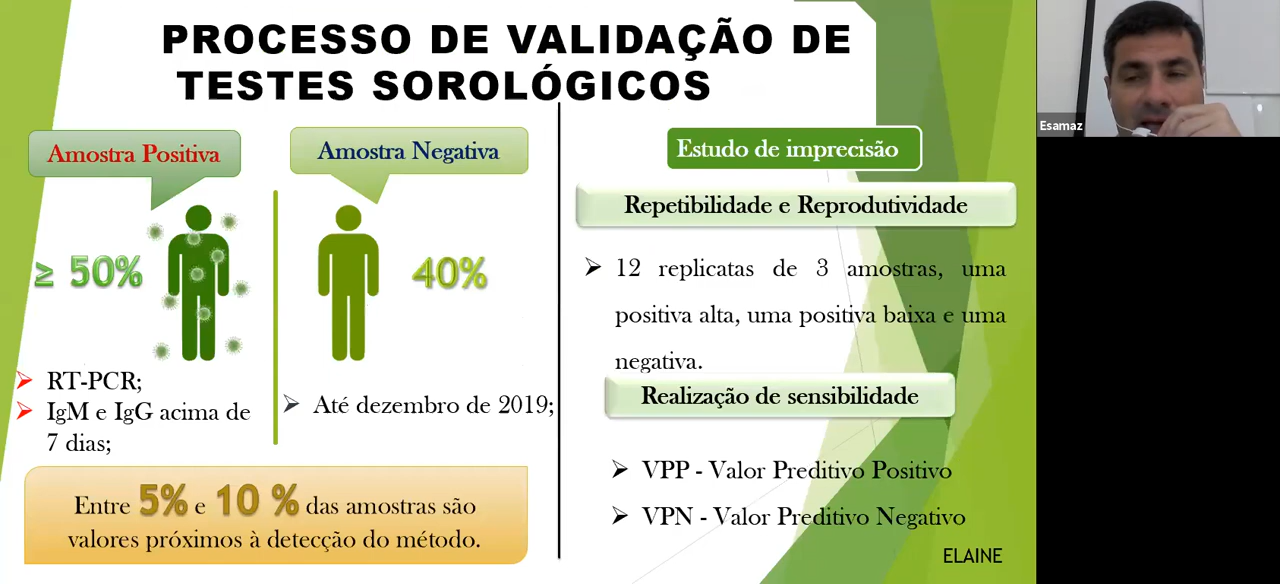 PROCESSO DE VALIDAÇÃO DE
TESTES SOROLÓGICOS
Amostra Positiva
≥ 50%
➢ RT-PCR;
➢ IgM e IgG acima de
7 dias;
Amostra Negativa
40%
➢ Até dezembro de 2019;
Entre 5% e 10 % das amostras são
valores próximos à detecção do método.
Estudo de imprecisão
Repetibilidade e Reprodutividade
➢ 12 replicatas de 3 amostras, uma
positiva alta, uma positiva baixa e uma
negativa.
Realização de sensibilidade
➢ VPP - Valor Preditivo Positivo
➢ VPN - Valor Preditivo Negativo
ELAINE
Esamaz